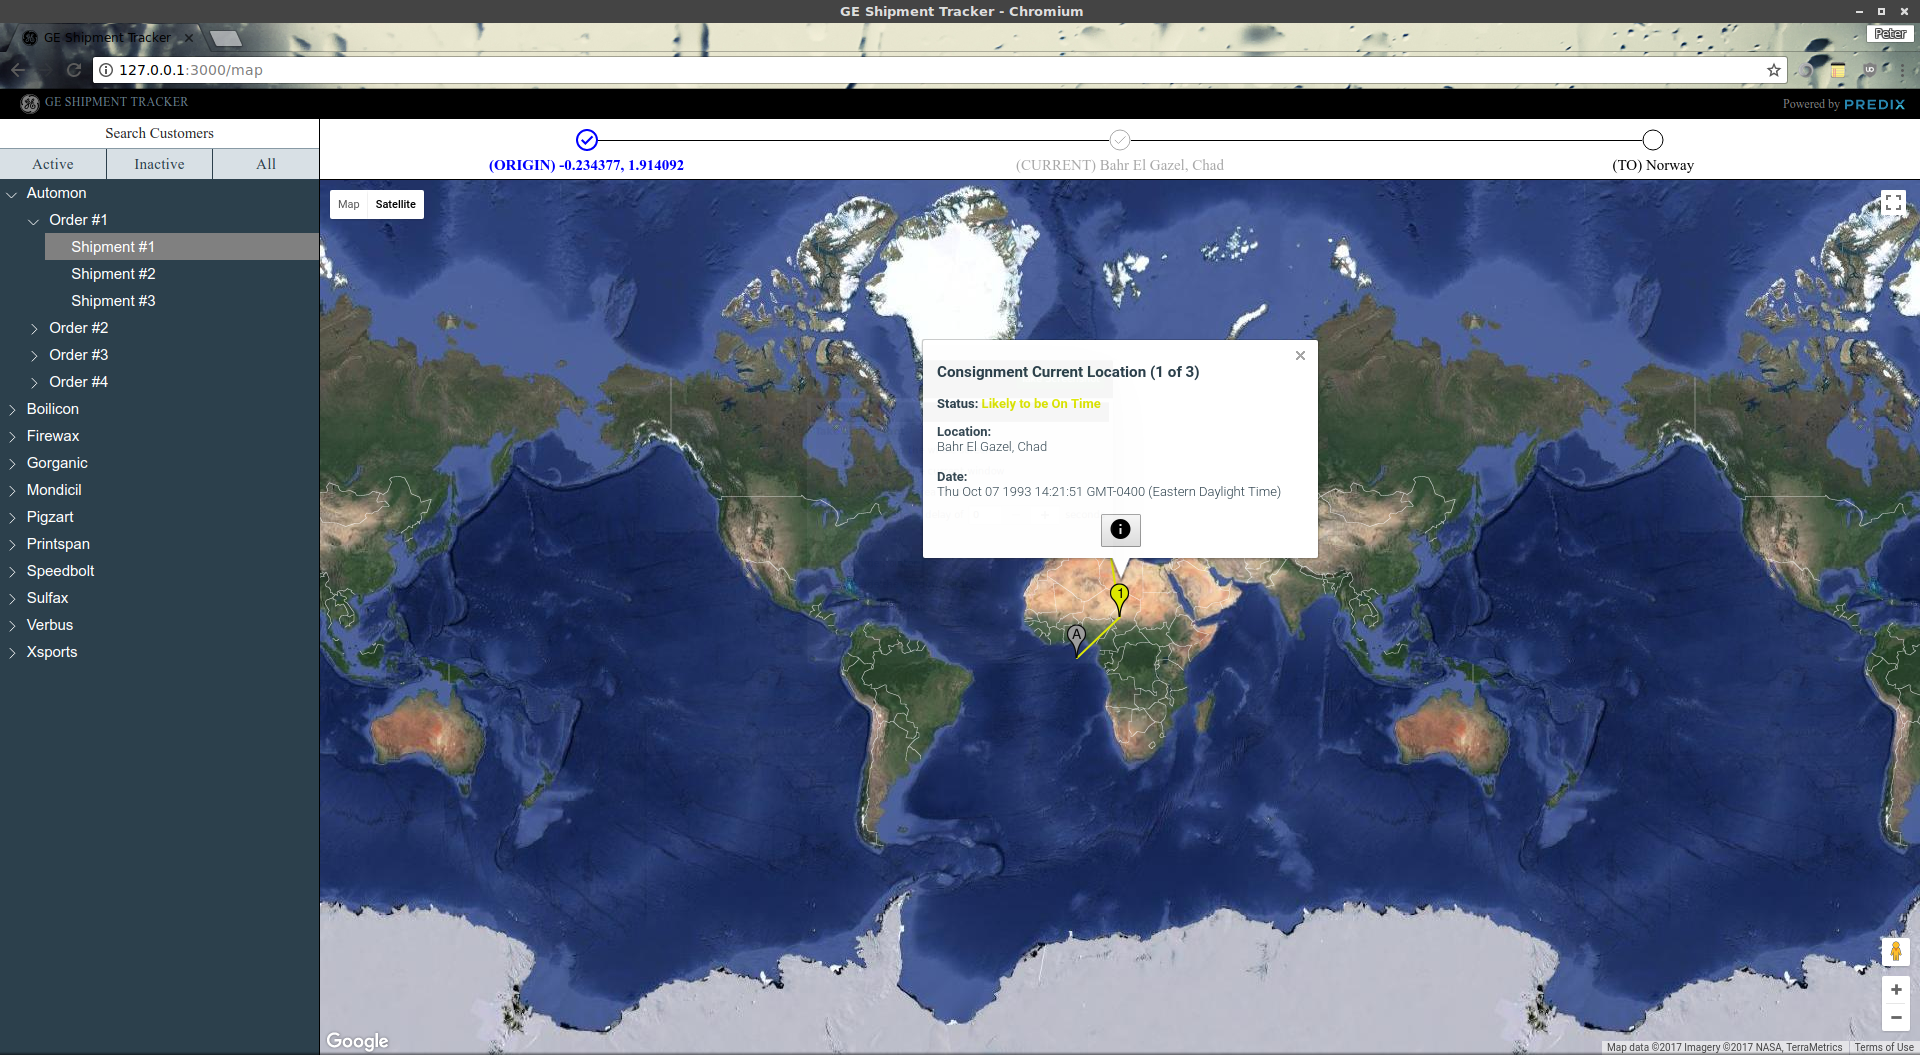 GE Shipment Tracker - Chromium
GE Shipment Tracker
Peter
127.0.0.1:3000/map
GE SHIPMENT TRACKER
Powered by PREDIX
Search Customers
Active Inactive All
(ORIGIN) -0.234377, 1.914092
(CURRENT) Bahr El Gazel, Chad
(TO) Norway
Automon
Order #1
Shipment #1
Shipment #2
Shipment #3
Order #2
Order #3
Order #4
Boilicon
Firewax
Gorganic
Mondicil
Pigzart
Printspan
Speedbolt
Sulfax
Verbus
Xsports
Map Satellite
Consignment Current Location (1 of 3)
Status: Likely to be On Time
Location:
Bahr El Gazel, Chad
Date:
Thu Oct 07 1993 14:21:51 GMT-0400 (Eastern Daylight Time)
1
A
Google
Map data ©2017 Imagery ©2017 NASA, TerraMetrics Terms of Use